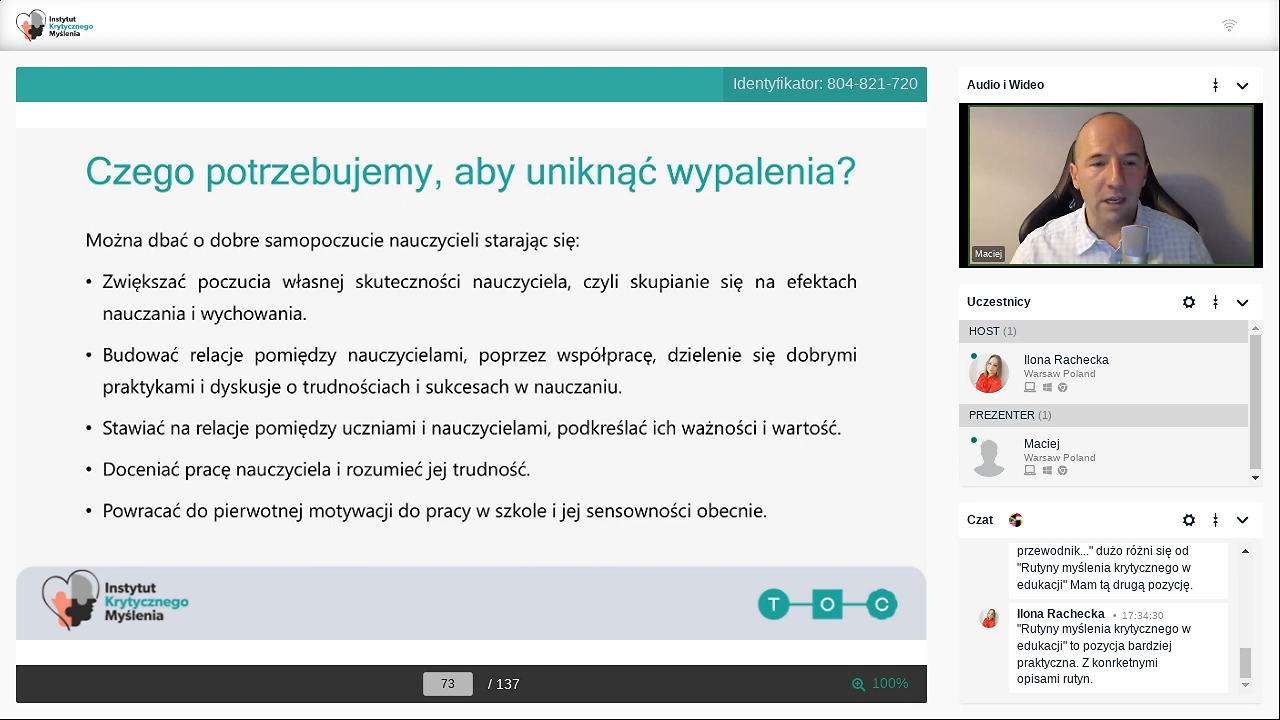 Instytut
Krytycznego
Myślenia
Identyfikator: 804-821-720
Czego potrzebujemy, aby uniknąć wypalenia?
Można dbać o dobre samopoczucie nauczycieli starając się:
• Zwiększać poczucia własnej skuteczności nauczyciela, czyli skupianie się na efektach
nauczania i wychowania.
• Budować relacje pomiędzy nauczycielami, poprzez współpracę, dzielenie się dobrymi
praktykami i dyskusje o trudnościach i sukcesach w nauczaniu.
• Stawiać na relacje pomiędzy uczniami i nauczycielami, podkreślać ich ważności i wartość.
• Doceniać pracę nauczyciela i rozumieć jej trudność.
• Powracać do pierwotnej motywacji do pracy w szkole i jej sensowności obecnie.
Instytut
Krytycznego
Myślenia
T O C
73 / 137
100%
Audio i Wideo
Maciej
Uczestnicy
HOST (1)
Ilona Rachecka
Warsaw Poland
PREZENTER (1)
Maciej
Warsaw Poland
Czat
przewodnik..." dużo różni się od
"Rutyny myślenia krytycznego w
edukacji" Mam tą drugą pozycję.
Ilona Rachecka • 17:34:30
"Rutyny myślenia krytycznego w
edukacji" to pozycja bardziej
praktyczna. Z konrketnymi
opisami rutyn.